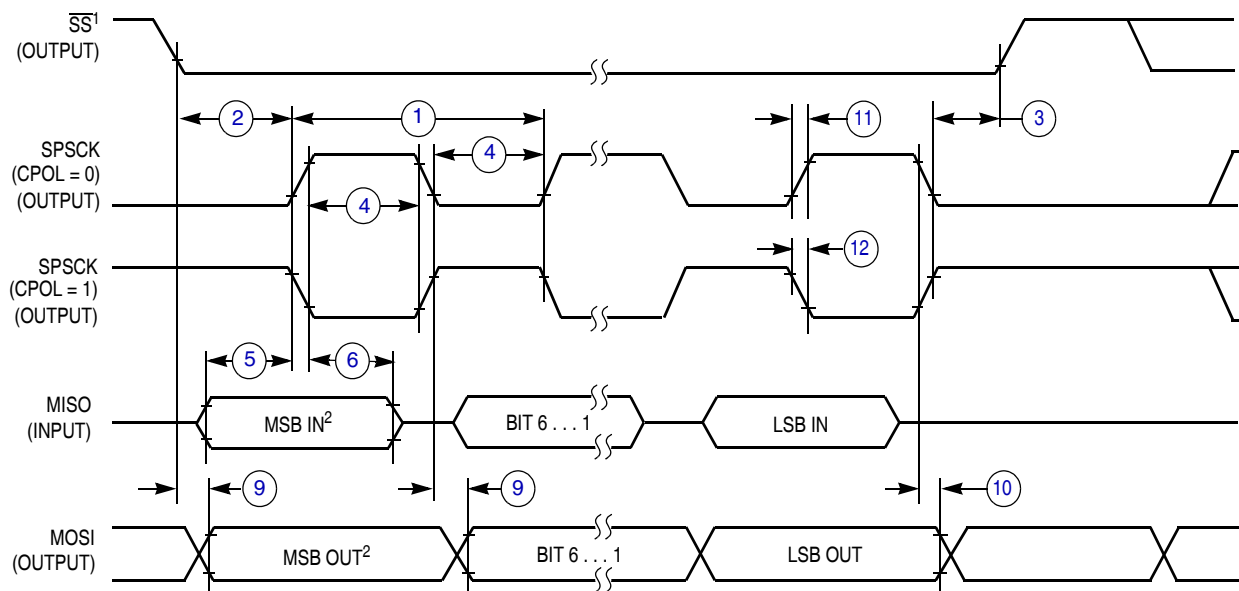 SS¹
(OUTPUT)
2
1
11
3
SPSCK
(CPOL = 0)
(OUTPUT)
4
4
SPSCK
(CPOL = 1)
(OUTPUT)
12
5
6
MISO
(INPUT)
MSB IN²
BIT 6 . . . 1
LSB IN
9
9
10
MOSI
(OUTPUT)
MSB OUT²
BIT 6 . . . 1
LSB OUT